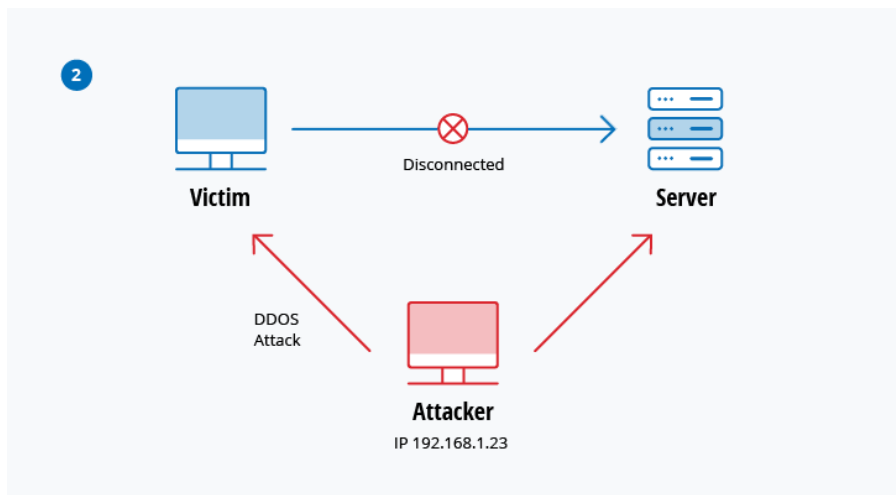 2
Disconnected
Victim
Server
DDOS
Attack
Attacker
IP 192.168.1.23